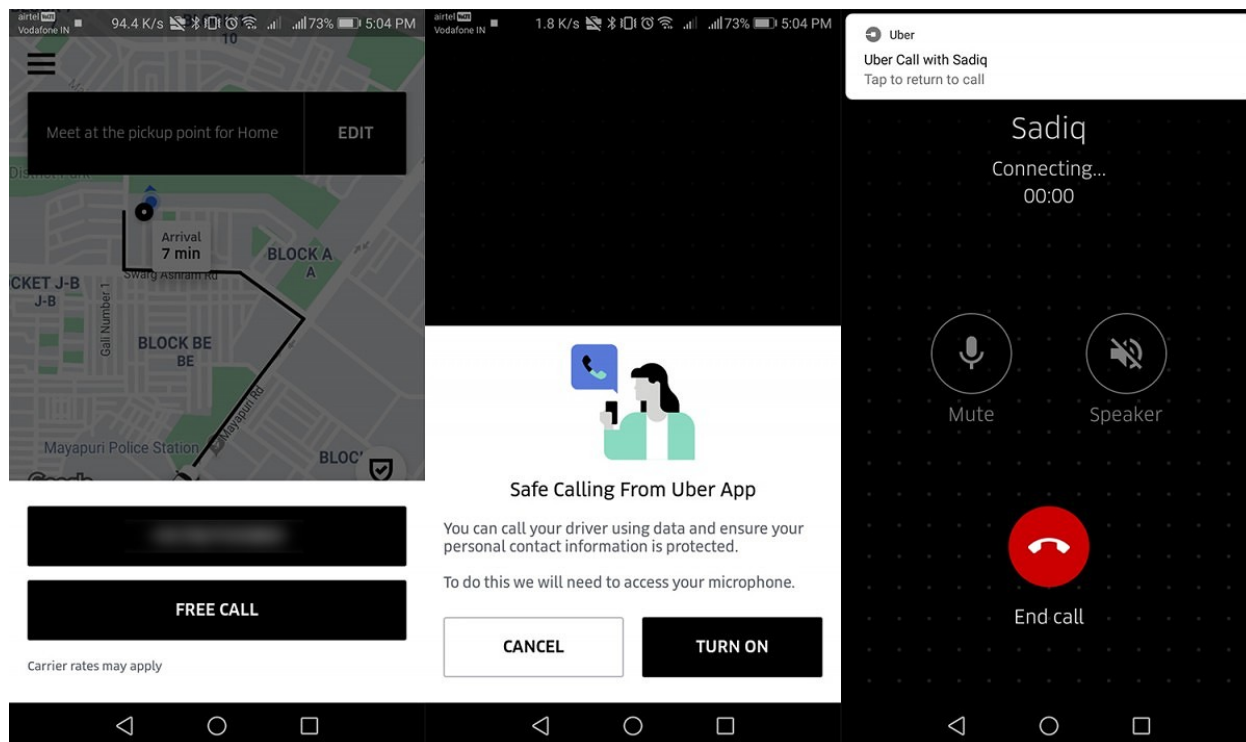 airtel VoLTE
Vodafone IN
94.4 K/s
73%
5:04 PM
10
Meet at the pickup point for Home
EDIT
Arrival
7 min
BLOCK A
A
Swarg Ashram Rd
CKET J-B
J-B
Gali Number 1
BLOCK BE
BE
Mayapuri Rd
Mayapuri Police Station
BLOC
FREE CALL
Carrier rates may apply
airtel VoLTE
Vodafone IN
1.8 K/s
73%
5:04 PM
Safe Calling From Uber App
You can call your driver using data and ensure your
personal contact information is protected.
To do this we will need to access your microphone.
CANCEL
TURN ON
Uber
Uber Call with Sadiq
Tap to return to call
Sadiq
Connecting...
00:00
Mute
Speaker
End call